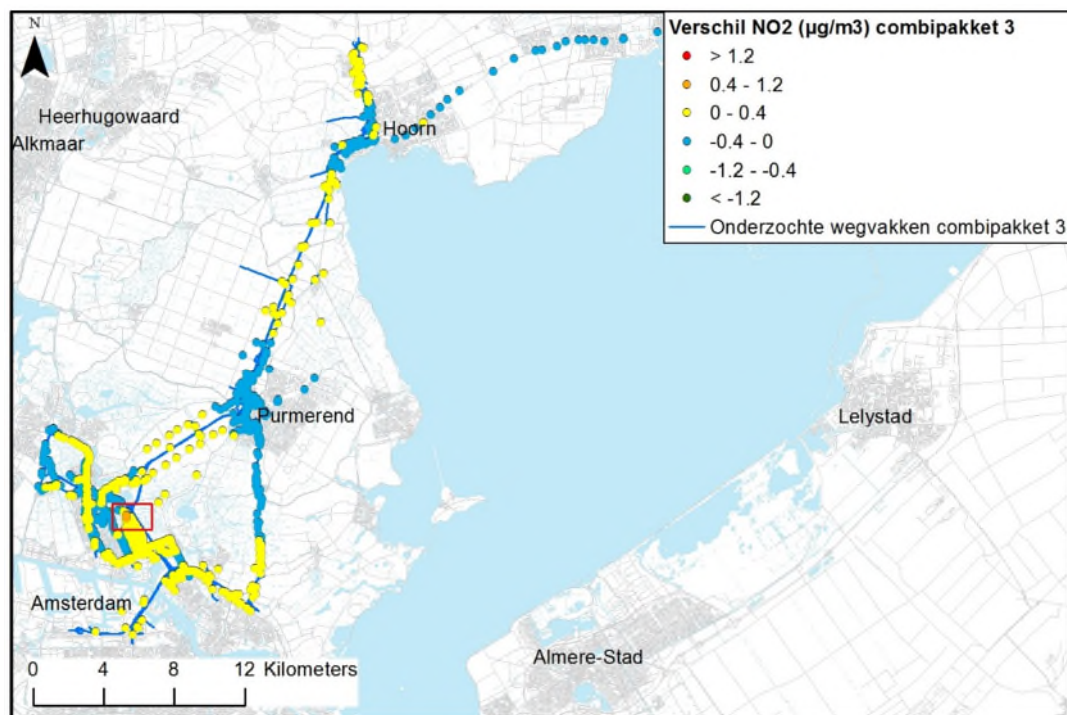 N
Verschil NO2 (µg/m3) combipakket 3
> 1.2
0.4 - 1.2
0 - 0.4
-0.4 - 0
-1.2 - -0.4
< -1.2
Onderzochte wegvakken combipakket 3
Heerhugowaard
Alkmaar
Hoorn
Purmerend
Lelystad
Amsterdam
Almere-Stad
0 4 8 12 Kilometers